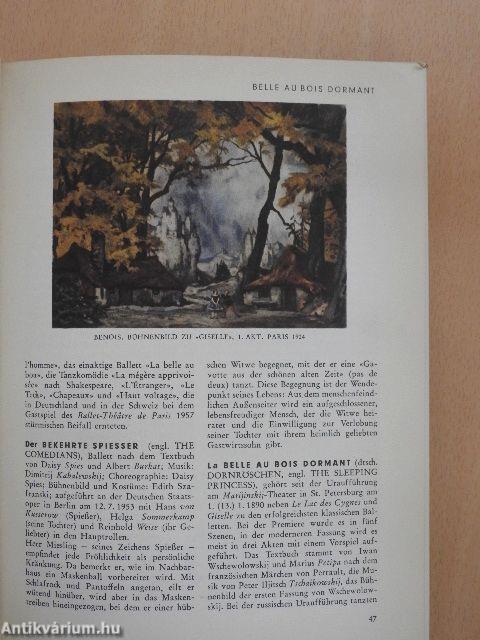 BELLE AU BOIS DORMANT
BENOIS, BÜHNENBILD ZU «GISELLE», 1. AKT. PARIS 1924
l'homme», das einaktige Ballett «La belle au
boa», die Tanzkomödie «La mégère apprivoi-
sée» nach Shakespeare, «L'Étranger», «Le
«Chapeaux» und «Haut voltage», die
in Deutschland und in der Schweiz bei dem
Gastspiel des Ballet-Théâtre de Paris 1957
stürmischen Beifall ernteten.
Der BEKEHRTE SPIESSER (engl. THE
COMEDIANS), Ballett nach dem Textbuch
von Daisy Spies und Albert Burkat; Musik:
Dimitrij Kabalevskij; Choreographie: Daisy
Spies; Bühnenbild und Kostüme: Edith Sza-
franski; aufgeführt an der Deutschen Staats-
oper in Berlin am 12. 7. 1953 mit Hans von
Kusserow (Spießer), Helga Sommerkamp
(seine Tochter) und Reinhold Weise (ihr Ge-
liebter) in den Hauptrollen.
Herr Miesling – seines Zeichens Spießer –
empfindet jede Fröhlichkeit als persönliche
Kränkung. Da bemerkt er, wie im Nachbar-
haus ein Maskenball vorbereitet wird. Mit
Schlafrock und Pantoffeln angetan, eilt er
wütend hinüber, wird aber in das Masken-
treiben hineingezogen, bei dem er einer hüb-
schen Witwe begegnet, mit der er eine «Ga-
votte aus der schönen alten Zeit» (pas de
deux) tanzt. Diese Begegnung ist der Wende-
punkt seines Lebens: Aus dem menschenfeind-
lichen Außenseiter wird ein aufgeschlossener,
lebensfreudiger Mensch, der die Witwe hei-
ratet und die Einwilligung zur Verlobung
seiner Tochter mit ihrem heimlich geliebten
Gastwirtssohn gibt.
La BELLE AU BOIS DORMANT (dtsch.
DORNRÖSCHEN, engl. THE SLEEPING
PRINCESS), gehört seit der Uraufführung
am Marijinskij-Theater in St. Petersburg am
1. (13.) 1. 1890 neben Le Lac des Cygnes und
Giselle zu den erfolgreichsten klassischen Bal-
letten. Bei der Premiere wurde es in fünf
Szenen, in der moderneren Fassung wird es
meist in drei Akten mit einem Vorspiel auf-
geführt. Das Textbuch stammt von Iwan
Wschewolowskij und Marius Petipa nach dem
französischen Märchen von Perrault, die Mu-
sik von Peter Iljitsch Tschaikowskij, das Büh-
nenbild der ersten Fassung von Wschewolow-
skij. Bei der russischen Uraufführung tanzten
47
Antikvárium.hu